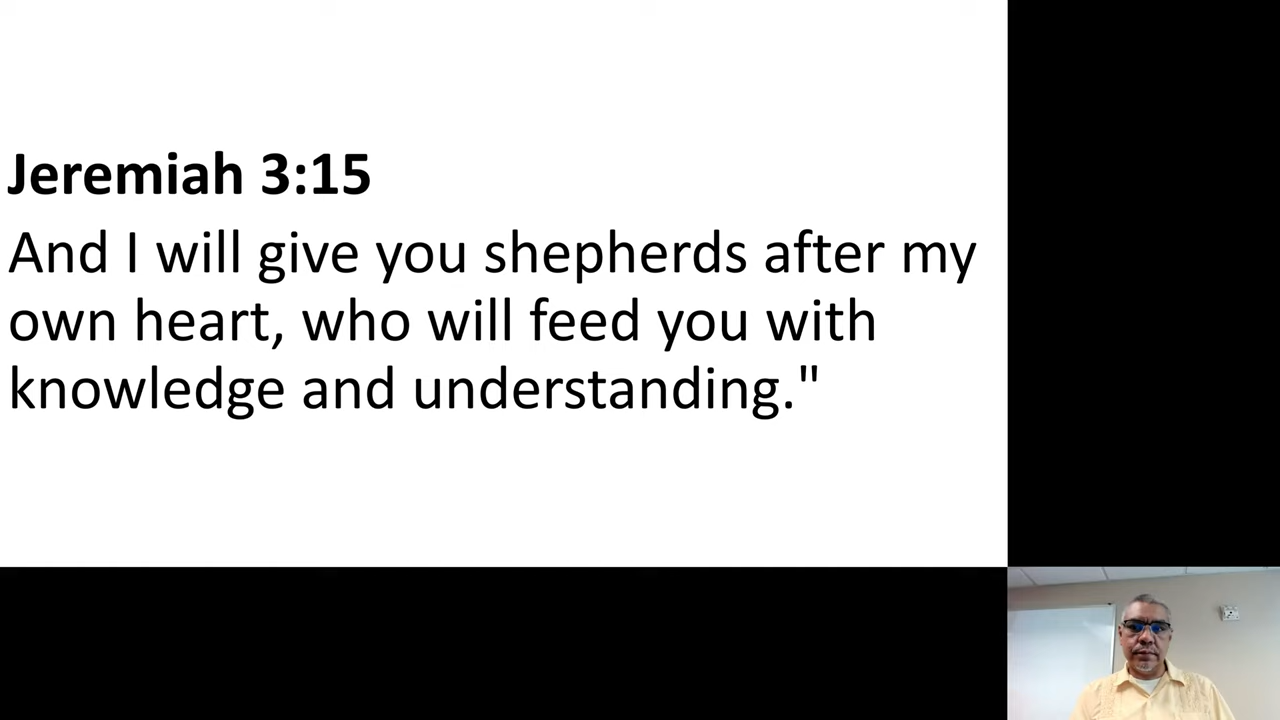 Jeremiah 3:15
And I will give you shepherds after my
own heart, who will feed you with
knowledge and understanding."